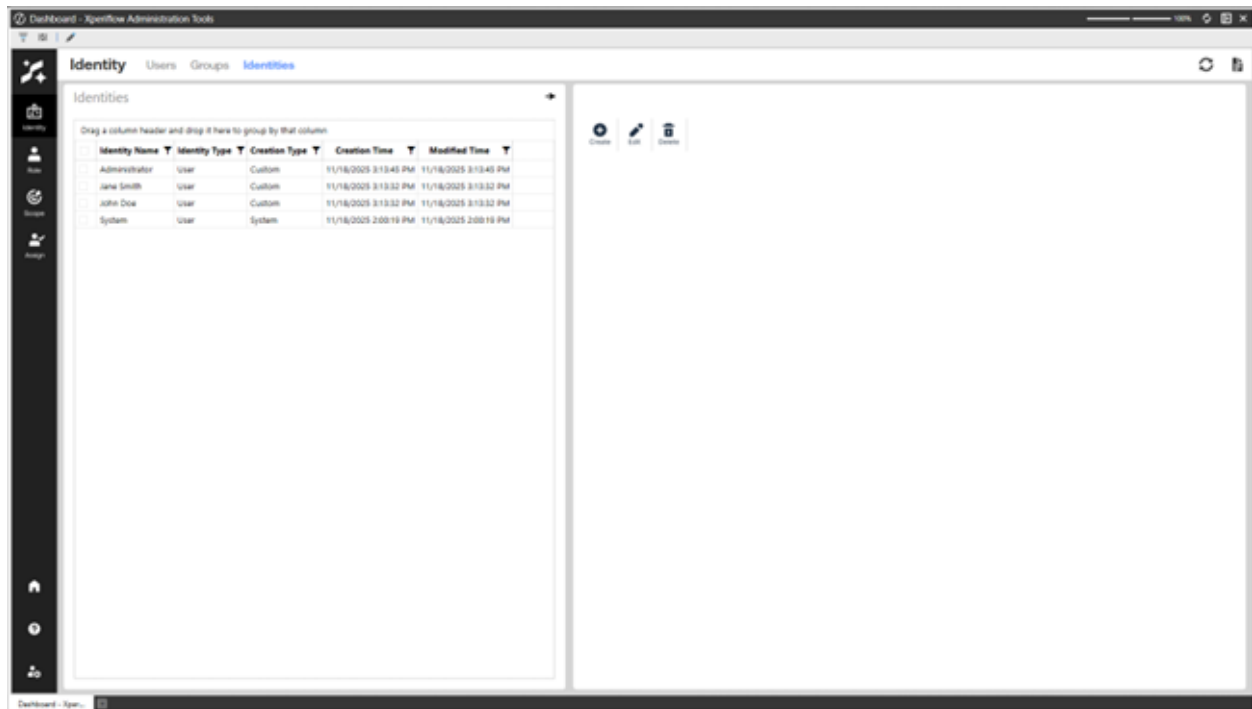 Dashboard - Xperiflow Administration Tools
100%
Identity Users Groups Identities
Identities
Drag a column header and drop it here to group by that column
Identity Name Identity Type Creation Type Creation Time Modified Time
Administrator User Custom 11/18/2025 3:13:45 PM 11/18/2025 3:13:45 PM
Jane Smith User Custom 11/18/2025 3:13:32 PM 11/18/2025 3:13:32 PM
John Doe User Custom 11/18/2025 3:13:32 PM 11/18/2025 3:13:32 PM
System User System 11/18/2025 2:00:19 PM 11/18/2025 2:00:19 PM
Create Edit Delete
Identity
Role
Scope
Assign
Dashboard - Xper...